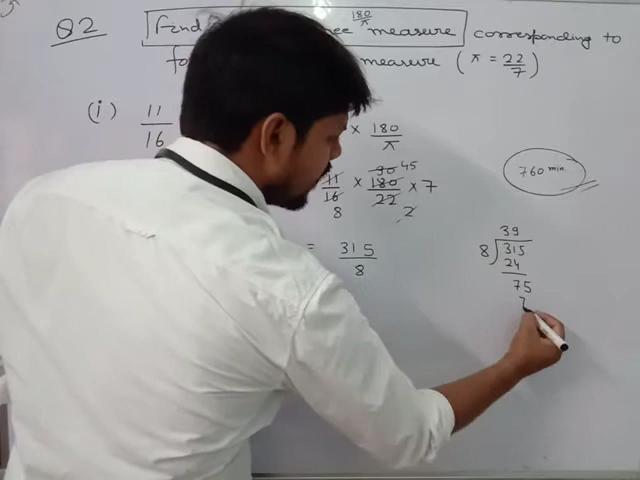 Q2 Find 180/π measure corresponding to
measure (π = 22/7)
(i) 11/16 × 180/π
11/16 × 180/22 × 7
90 45
8 2
= 315/8
760 min.
39
8 315
24
75
7